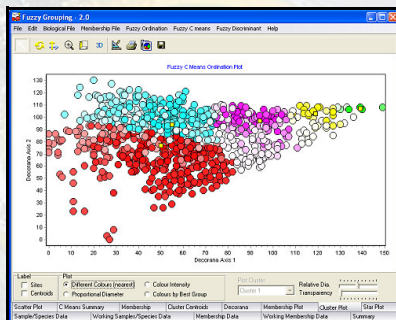 Fuzzy Grouping - 2.0
File Edit Biological File Membership File Fuzzy Ordination Fuzzy C means Fuzzy Discriminant Help
3D
Fuzzy C Means Ordination Plot
Decorana Axis 2
130
120
110
100
90
80
70
60
50
40
30
20
10
0
0 10 20 30 40 50 60 70 80 90 100 110 120 130 140 150
Decorana Axis 1
Label
Sites
Centroids
Plot
Different Colours (nearest)
Colour Intensity
Proportional Diameter
Colours by Best Group
Plot Cluster
Cluster 1
Relative Dia.
Transparency
Scatter Plot C Means Summary Membership Cluster Centroids Decorana Membership Plot Cluster Plot Star Plot
Sample/Species Data Working Samples/Species Data Membership Data Working Membership Data Summary